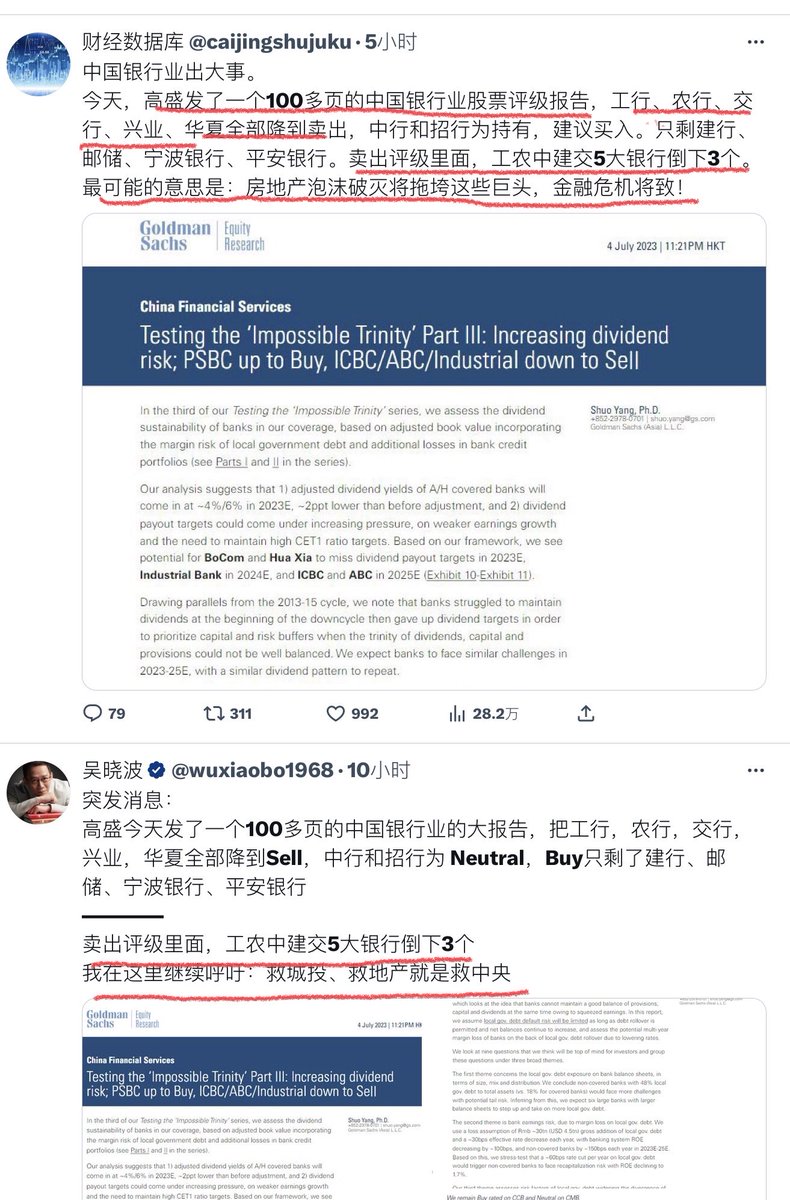 财经数据库 @caijingshujuku · 5小时
中国银行业出大事。
今天，高盛发了一个100多页的中国银行业股票评级报告，工行、农行、交
行、兴业、华夏全部降到卖出，中行和招行为持有，建议买入。只剩建行、
邮储、宁波银行、平安银行。卖出评级里面，工农中建交5大银行倒下3个。
最可能的意思是：房地产泡沫破灭将拖垮这些巨头，金融危机将致！
Goldman Sachs
Equity Research
4 July 2023 | 11:21PM HKT
China Financial Services
Testing the 'Impossible Trinity' Part III: Increasing dividend
risk; PSBC up to Buy, ICBC/ABC/Industrial down to Sell
In the third of our Testing the 'Impossible Trinity' series, we assess the dividend
sustainability of banks in our coverage, based on adjusted book value incorporating
the margin risk of local government debt and additional losses in bank credit
portfolios (see Parts I and II in the series).
Shuo Yang, Ph.D.
+852-2978-0701 | shuo.yang@gs.com
Goldman Sachs (Asia) L.L.C.
Our analysis suggests that 1) adjusted dividend yields of A/H covered banks will
come in at ~4%/6% in 2023E, ~2ppt lower than before adjustment, and 2) dividend
payout targets could come under increasing pressure, on weaker earnings growth
and the need to maintain high CET1 ratio targets. Based on our framework, we see
potential for BoCom and Hua Xia to miss dividend payout targets in 2023E,
Industrial Bank in 2024E, and ICBC and ABC in 2025E (Exhibit 10-Exhibit 11).
Drawing parallels from the 2013-15 cycle, we note that banks struggled to maintain
dividends at the beginning of the downcycle then gave up dividend targets in order
to prioritize capital and risk buffers when the trinity of dividends, capital and
provisions could not be well balanced. We expect banks to face similar challenges in
2023-25E, with a similar dividend pattern to repeat.
79 311 992 28.2万
吴晓波 @wuxiaobo1968 · 10小时
突发消息：
高盛今天发了一个100多页的中国银行业的大报告，把工行，农行，交行，
兴业，华夏全部降到Sell，中行和招行为 Neutral，Buy只剩了建行、邮
储、宁波银行、平安银行
卖出评级里面，工农中建交5大银行倒下3个
我在这里继续呼吁：救城投、救地产就是救中央
Goldman Sachs
Equity Research
4 July 2023 | 11:21PM HK
China Financial Services
Testing the 'Impossible Trinity' Part III: Increasing dividend
risk; PSBC up to Buy, ICBC/ABC/Industrial down to Sell
In the third of our Testing the 'Impossible Trinity' series, we assess the dividend
sustainability of banks in our coverage, based on adjusted book value incorporating
the margin risk of local government debt and additional losses in bank credit
portfolios (see Parts I and II in the series).
Shuo Yang, Ph.D.
+852-2978-0701 | shuo.yang@gs.com
Goldman Sachs (Asia) L.L.C.
Our analysis suggests that 1) adjusted dividend yields of A/H covered banks will
come in at ~4%/6% in 2023E, ~2ppt lower than before adjustment, and 2) dividend
payout targets could come under increasing pressure, on weaker earnings growth
and the need to maintain high CET1 ratio targets. Based on our framework, we see
which looks at the idea that banks cannot maintain a good balance of provisions,
capital and dividends at the same time owing to squeezed earnings. In this report,
we assume local gov. debt default risk will be limited as long as debt rollover is
permitted and net balances continue to increase, and assess the potential multi-year
margin loss of banks on the back of local gov. debt rollover due to lowering rates.
We look at nine questions that we think will be top of mind for investors and group
these questions under three broad themes.
The first theme concerns the local gov. debt exposure on bank balance sheets, in
terms of size, mix and distribution. We conclude non-covered banks with 48% local
gov. debt to total assets (vs. 18% for covered banks) would face more challenges
with potential tail risk. Inferring from this, we expect six large banks with larger
balance sheets to step up and take on more local gov. debt.
The second theme is bank earnings risk, due to margin loss on local gov. debt. We
decreasing by ~100bps, and non-covered banks by ~150bps each year in 2023E-25E.
Based on this, we stress test that a ~60bps rate cut per year on local gov. debt
would trigger non-covered banks to face recapitalization risk with ROE declining to
1.7%.
We remain Buy rated on CCB and Neutral on CMB.